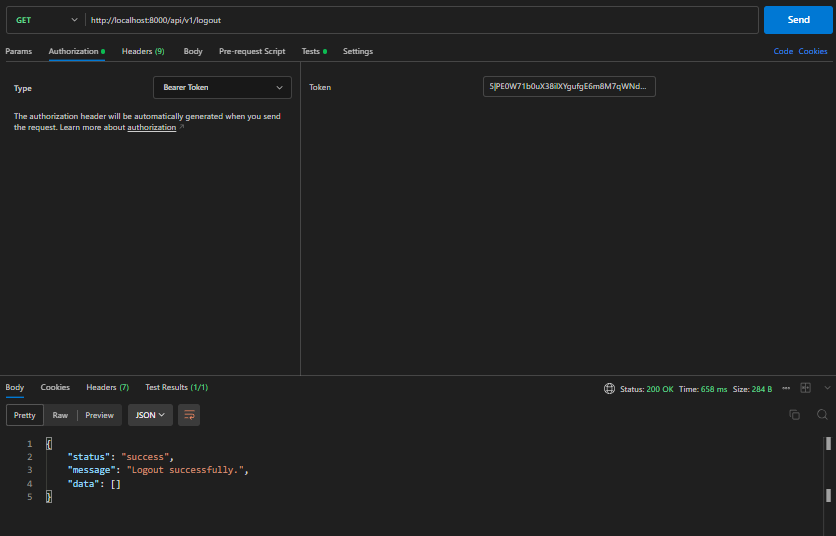 GET http://localhost:8000/api/v1/logout Send
Params Authorization Headers (9) Body Pre-request Script Tests Settings Code Cookies
Type Bearer Token Token 5|PE0W71b0uX38ilXYgufgE6m8M7qWNd...
The authorization header will be automatically generated when you send
the request. Learn more about authorization
Body Cookies Headers (7) Test Results (1/1) Status: 200 OK Time: 658 ms Size: 284 B
Pretty Raw Preview JSON
1 {
2 "status": "success",
3 "message": "Logout successfully.",
4 "data": []
5 }